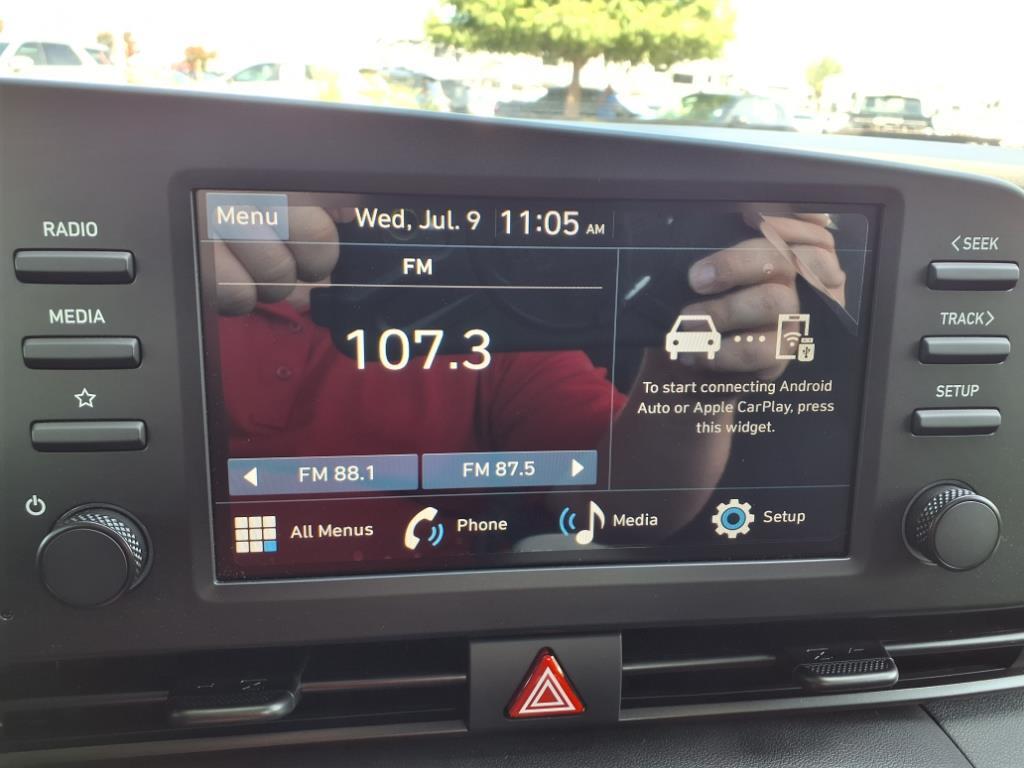 RADIO
MEDIA
Menu
Wed, Jul. 9
11:05 AM
FM
107.3
FM 88.1
FM 87.5
To start connecting Android
Auto or Apple CarPlay, press
this widget.
All Menus
Phone
Media
Setup
<SEEK
TRACK>
SETUP